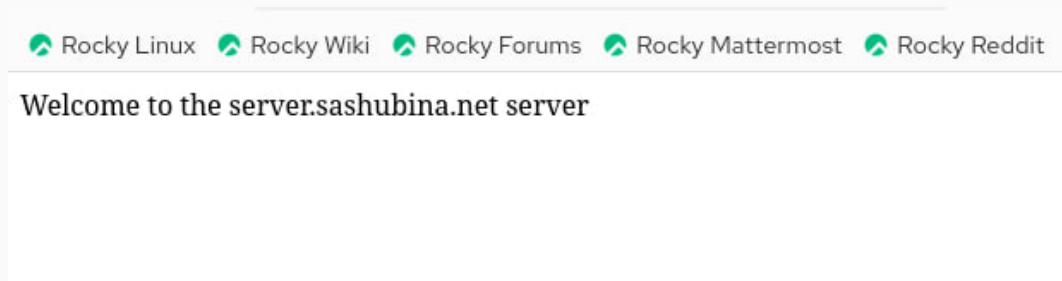 Rocky Linux Rocky Wiki Rocky Forums Rocky Mattermost Rocky Reddit
Welcome to the server.sashubina.net server